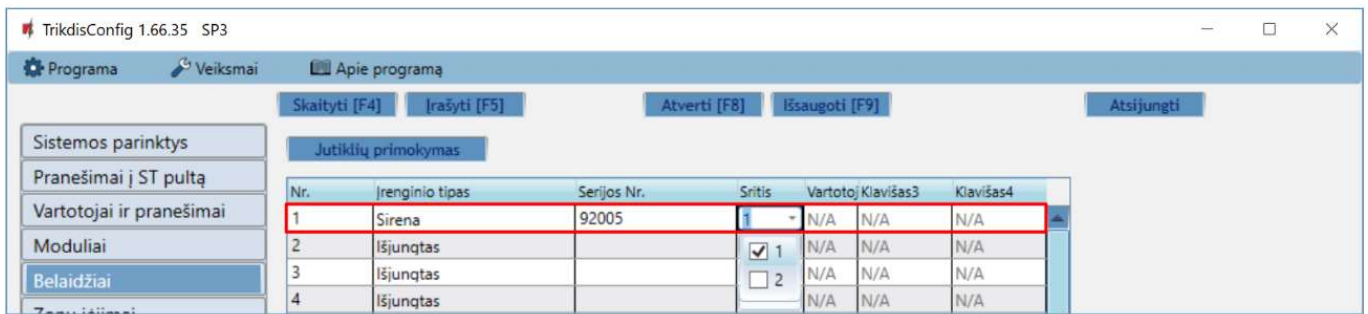 TrikdisConfig 1.66.35 SP3
Programa Veiksmai Apie programą
Skaityti [F4] Įrašyti [F5] Atverti [F8] Išsaugoti [F9] Atsijungti
Sistemos parinktys
Pranešimai į ST pultą
Vartotojai ir pranešimai
Moduliai
Belaidžiai
Jutiklių primokymas
Nr. Įrenginio tipas Serijos Nr. Sritis Vartotoj Klavišas3 Klavišas4
1 Sirena 92005 1 N/A N/A N/A
2 Išjungtas 1 N/A N/A N/A
3 Išjungtas 2 N/A N/A N/A
4 Išjungtas N/A N/A N/A